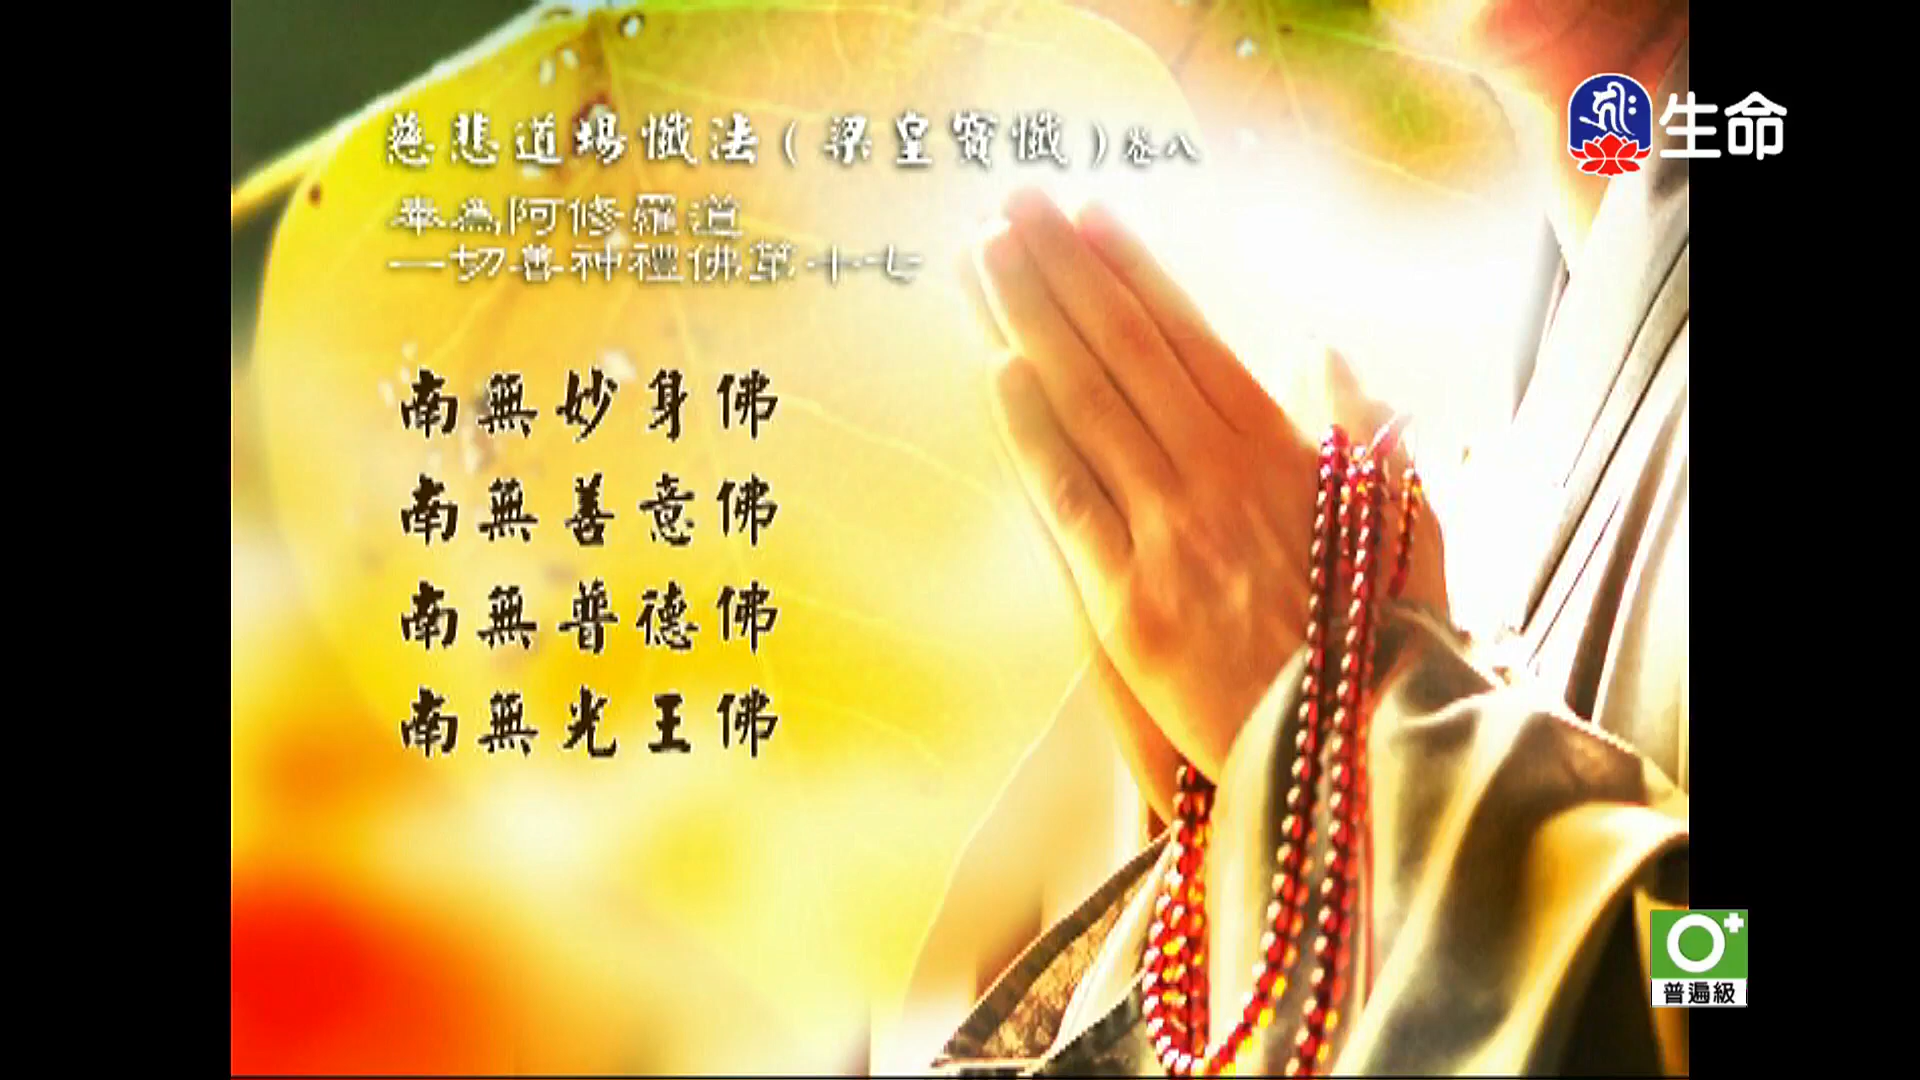 慈悲道場懺法(梁皇寶懺)卷八
奉為阿修羅道
一切善神禮佛第十七
南無妙身佛
南無善意佛
南無普德佛
南無光王佛
生命
0+
普遍級